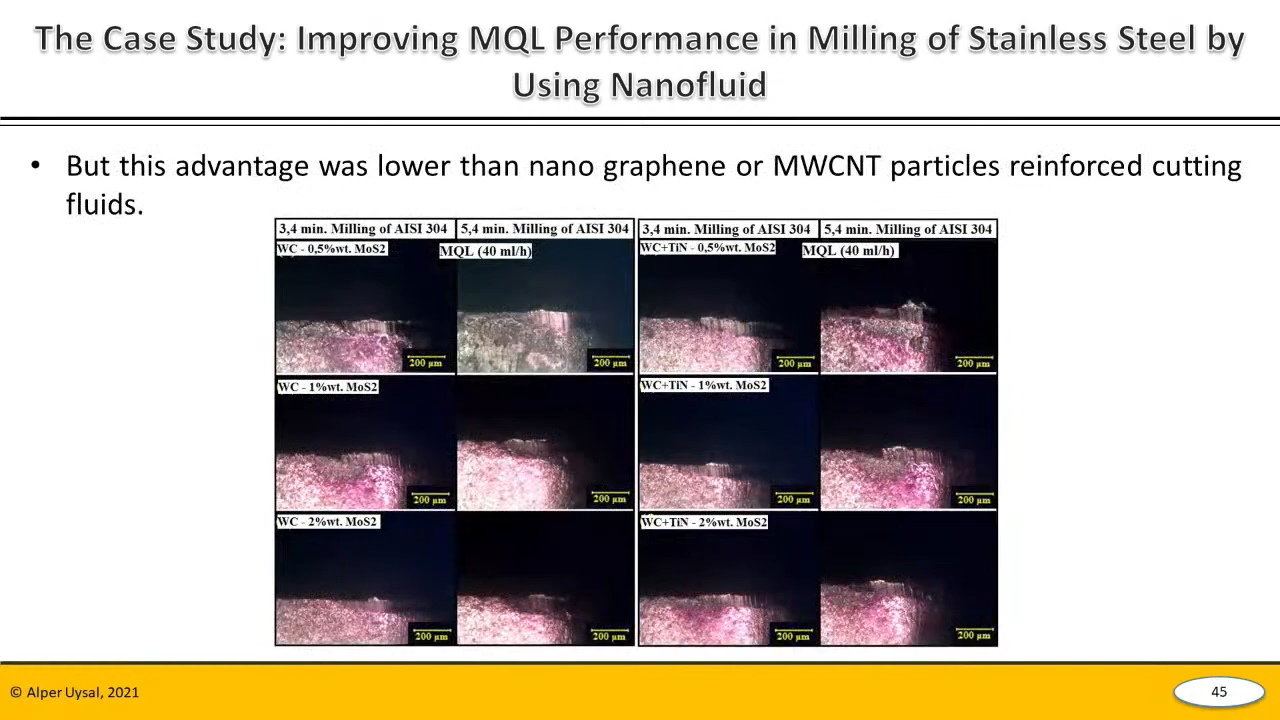 The Case Study: Improving MQL Performance in Milling of Stainless Steel by
Using Nanofluid
• But this advantage was lower than nano graphene or MWCNT particles reinforced cutting
fluids.
3,4 min. Milling of AISI 304 5,4 min. Milling of AISI 304 3,4 min. Milling of AISI 304 5,4 min. Milling of AISI 304
WC - 0,5%wt. MoS2 MQL (40 ml/h) WC+TiN - 0,5%wt. MoS2 MQL (40 ml/h)
200 µm 200 µm 200 µm 200 µm
WC - 1%wt. MoS2 WC+TiN - 1%wt. MoS2
200 µm 200 µm 200 µm 200 µm
WC - 2%wt. MoS2 WC+TiN - 2%wt. MoS2
200 µm 200 µm 200 µm 200 µm
© Alper Uysal, 2021 45